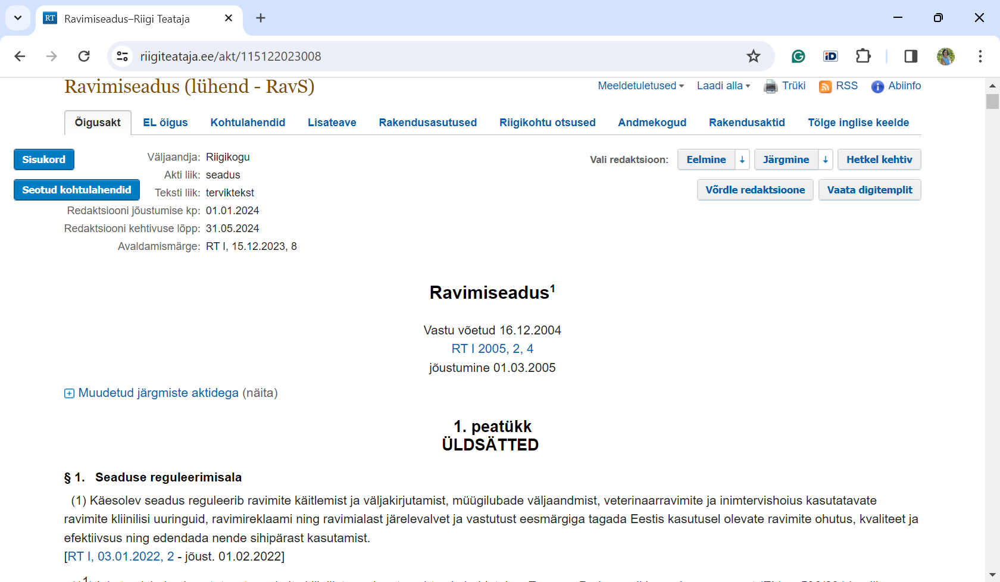 RT Ravimiseadus–Riigi Teataja
riigiteataja.ee/akt/115122023008
Ravimiseadus (lühend - RavS)
Meeldetuletused Laadi alla Trüki RSS Abiinfo
Õigusakt EL õigus Kohtulahendid Lisateave Rakendusasutused Riigikohtu otsused Andmekogud Rakendusaktid Tõlge inglise keelde
Sisukord
Seotud kohtulahendid
Väljaandja: Riigikogu
Akti liik: seadus
Teksti liik: terviktekst
Redaktsiooni jõustumise kp: 01.01.2024
Redaktsiooni kehtivuse lõpp: 31.05.2024
Avaldamismärge: RT I, 15.12.2023, 8
Vali redaktsioon: Eelmine ↓ Järgmine ↓ Hetkel kehtiv
Võrdle redaktsioone Vaata digitemplit
Ravimiseadus¹
Vastu võetud 16.12.2004
RT I 2005, 2, 4
jõustumine 01.03.2005
Muudetud järgmiste aktidega (näita)
1. peatükk
ÜLDSÄTTED
§ 1. Seaduse reguleerimisala
(1) Käesolev seadus reguleerib ravimite käitlemist ja väljakirjutamist, müügilubade väljaandmist, veterinaarravimite ja inimtervishoius kasutatavate
ravimite kliinilisi uuringuid, ravimireklaami ning ravimialast järelevalvet ja vastutust eesmärgiga tagada Eestis kasutusel olevate ravimite ohutus, kvaliteet ja
efektiivsus ning edendada nende sihipärast kasutamist.
[RT I, 03.01.2022, 2 - jõust. 01.02.2022]